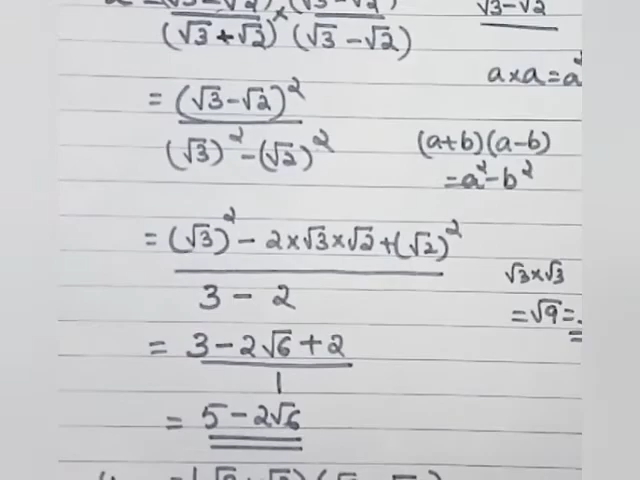 (√3 + √2) (√3 − √2)
√3 − √2
a × a = a²
= (√3 − √2)²
(√3)² − (√2)²
(a+b)(a−b)
= a² − b²
= (√3)² − 2×√3×√2 + (√2)²
3 − 2
√3 × √3
= √9 =
= 3 − 2√6 + 2
1
= 5 − 2√6